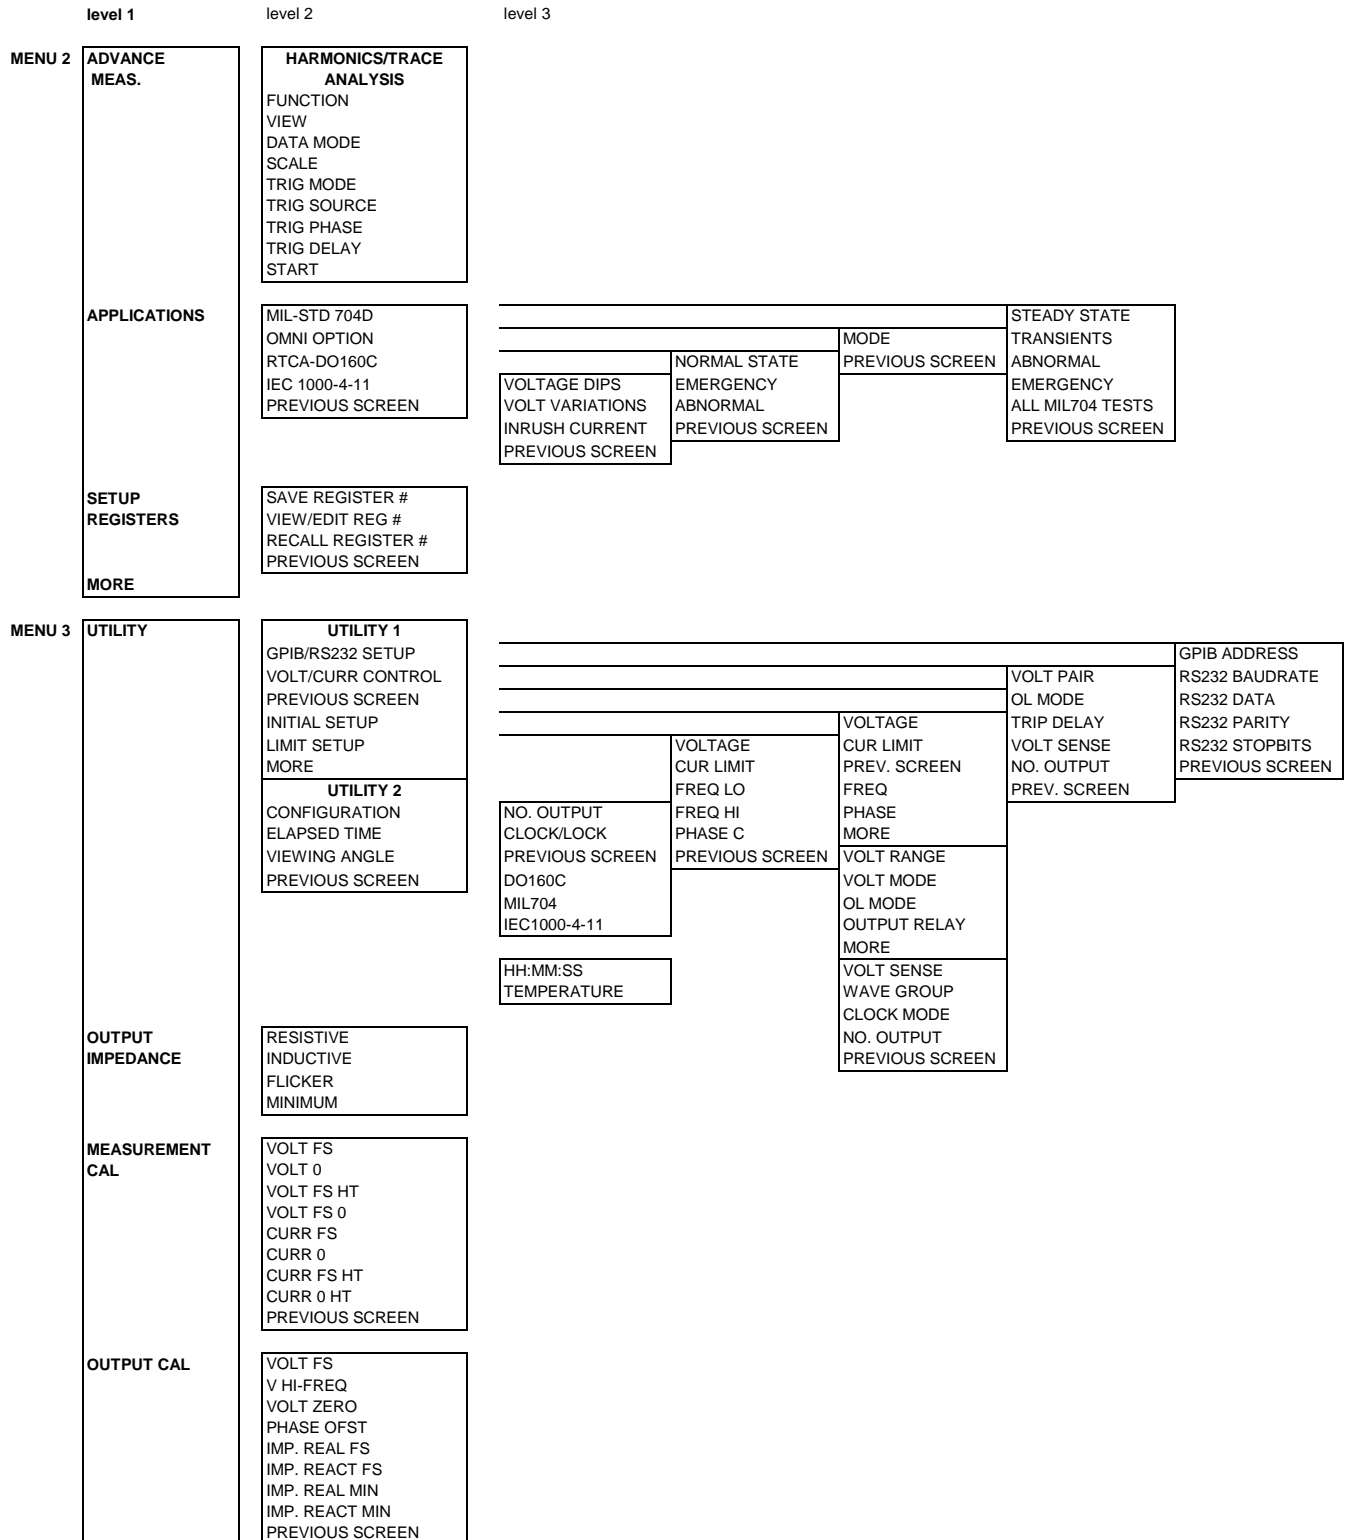 level 1 level 2 level 3
MENU 2 ADVANCE HARMONICS/TRACE
MEAS. ANALYSIS
FUNCTION
VIEW
DATA MODE
SCALE
TRIG MODE
TRIG SOURCE
TRIG PHASE
TRIG DELAY
START
APPLICATIONS MIL-STD 704D STEADY STATE
OMNI OPTION MODE TRANSIENTS
RTCA-DO160C NORMAL STATE PREVIOUS SCREEN ABNORMAL
IEC 1000-4-11 VOLTAGE DIPS EMERGENCY EMERGENCY
PREVIOUS SCREEN VOLT VARIATIONS ABNORMAL ALL MIL704 TESTS
INRUSH CURRENT PREVIOUS SCREEN PREVIOUS SCREEN
PREVIOUS SCREEN
SETUP SAVE REGISTER #
REGISTERS VIEW/EDIT REG #
RECALL REGISTER #
PREVIOUS SCREEN
MORE
MENU 3 UTILITY UTILITY 1
GPIB/RS232 SETUP GPIB ADDRESS
VOLT/CURR CONTROL VOLT PAIR RS232 BAUDRATE
PREVIOUS SCREEN OL MODE RS232 DATA
INITIAL SETUP VOLTAGE TRIP DELAY RS232 PARITY
LIMIT SETUP VOLTAGE CUR LIMIT VOLT SENSE RS232 STOPBITS
MORE CUR LIMIT PREV. SCREEN NO. OUTPUT PREVIOUS SCREEN
UTILITY 2 FREQ LO FREQ PREV. SCREEN
CONFIGURATION NO. OUTPUT FREQ HI PHASE
ELAPSED TIME CLOCK/LOCK PHASE C MORE
VIEWING ANGLE PREVIOUS SCREEN PREVIOUS SCREEN VOLT RANGE
PREVIOUS SCREEN DO160C VOLT MODE
MIL704 OL MODE
IEC1000-4-11 OUTPUT RELAY
MORE
HH:MM:SS VOLT SENSE
TEMPERATURE WAVE GROUP
CLOCK MODE
OUTPUT RESISTIVE NO. OUTPUT
IMPEDANCE INDUCTIVE PREVIOUS SCREEN
FLICKER
MINIMUM
MEASUREMENT VOLT FS
CAL VOLT 0
VOLT FS HT
VOLT FS 0
CURR FS
CURR 0
CURR FS HT
CURR 0 HT
PREVIOUS SCREEN
OUTPUT CAL VOLT FS
V HI-FREQ
VOLT ZERO
PHASE OFST
IMP. REAL FS
IMP. REACT FS
IMP. REAL MIN
IMP. REACT MIN
PREVIOUS SCREEN